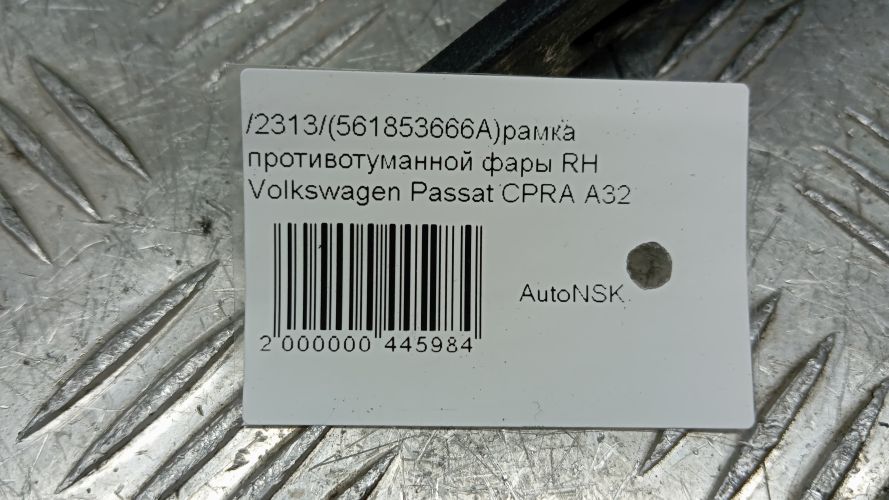 /2313/(561853666A)рамка
противотуманной фары RH
Volkswagen Passat CPRA A32
AutoNSK
2 000000 445984